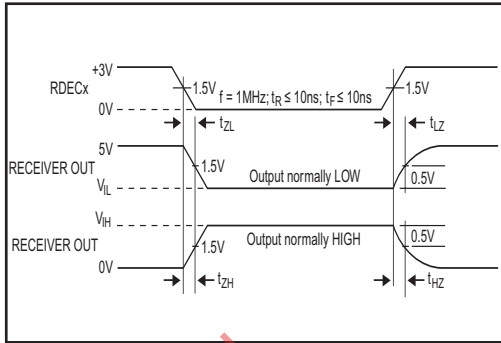 +3V
RDECx
1.5V
f = 1MHz; tR ≤ 10ns; tF ≤ 10ns
1.5V
0V
tZL
tLZ
5V
RECEIVER OUT
1.5V
Output normally LOW
0.5V
VIL
VIH
RECEIVER OUT
1.5V
Output normally HIGH
0.5V
0V
tZH
tHZ